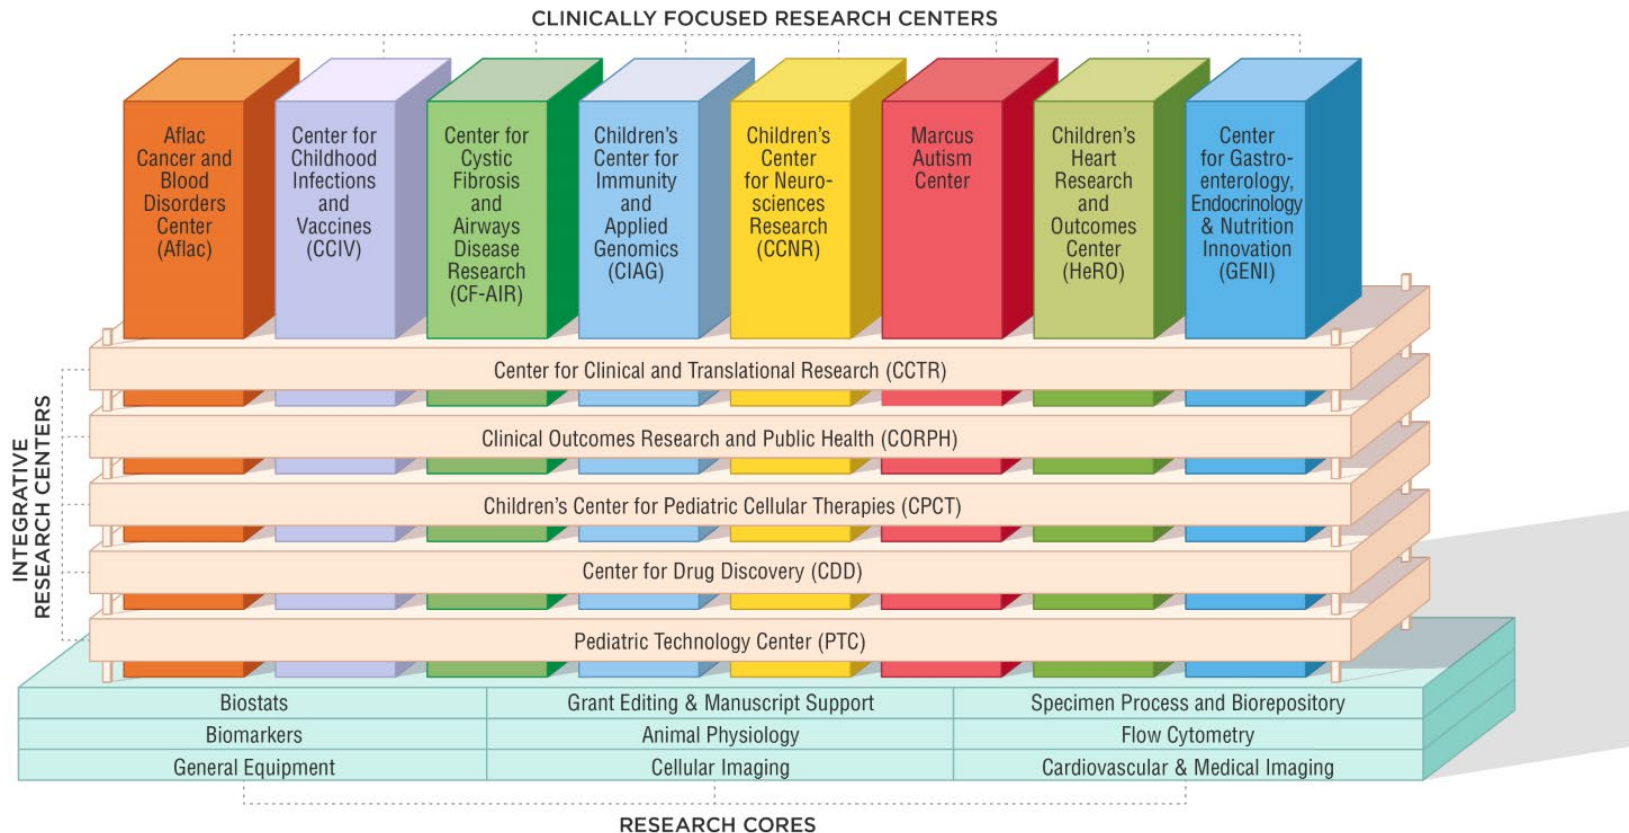 CLINICALLY FOCUSED RESEARCH CENTERS
Aflac
Cancer and
Blood
Disorders
Center
(Aflac)
Center for
Childhood
Infections
and
Vaccines
(CCIV)
Center for
Cystic
Fibrosis
and
Airways
Disease
Research
(CF-AIR)
Children’s
Center for
Immunity
and
Applied
Genomics
(CIAG)
Children’s
Center
for Neuro-
sciences
Research
(CCNR)
Marcus
Autism
Center
Children’s
Heart
Research
and
Outcomes
Center
(HeRO)
Center
for Gastro-
enterology,
Endocrinology
& Nutrition
Innovation
(GENI)
INTEGRATIVE
RESEARCH CENTERS
Center for Clinical and Translational Research (CCTR)
Clinical Outcomes Research and Public Health (CORPH)
Children’s Center for Pediatric Cellular Therapies (CPCT)
Center for Drug Discovery (CDD)
Pediatric Technology Center (PTC)
Biostats
Grant Editing & Manuscript Support
Specimen Process and Biorepository
Biomarkers
Animal Physiology
Flow Cytometry
General Equipment
Cellular Imaging
Cardiovascular & Medical Imaging
RESEARCH CORES